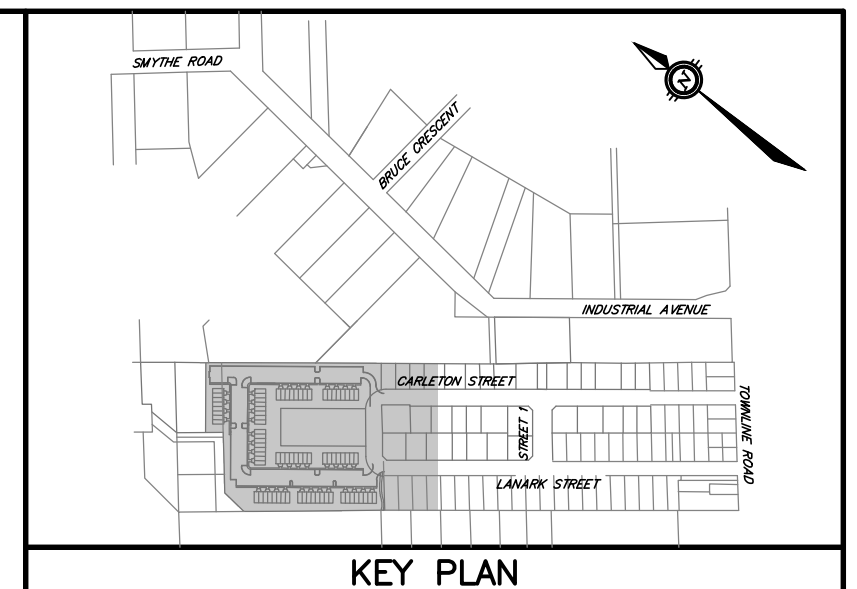 SMYTHE ROAD
N
BRUCE CRESCENT
INDUSTRIAL AVENUE
CARLETON STREET
STREET 1
TOWNLINE ROAD
LANARK STREET
KEY PLAN